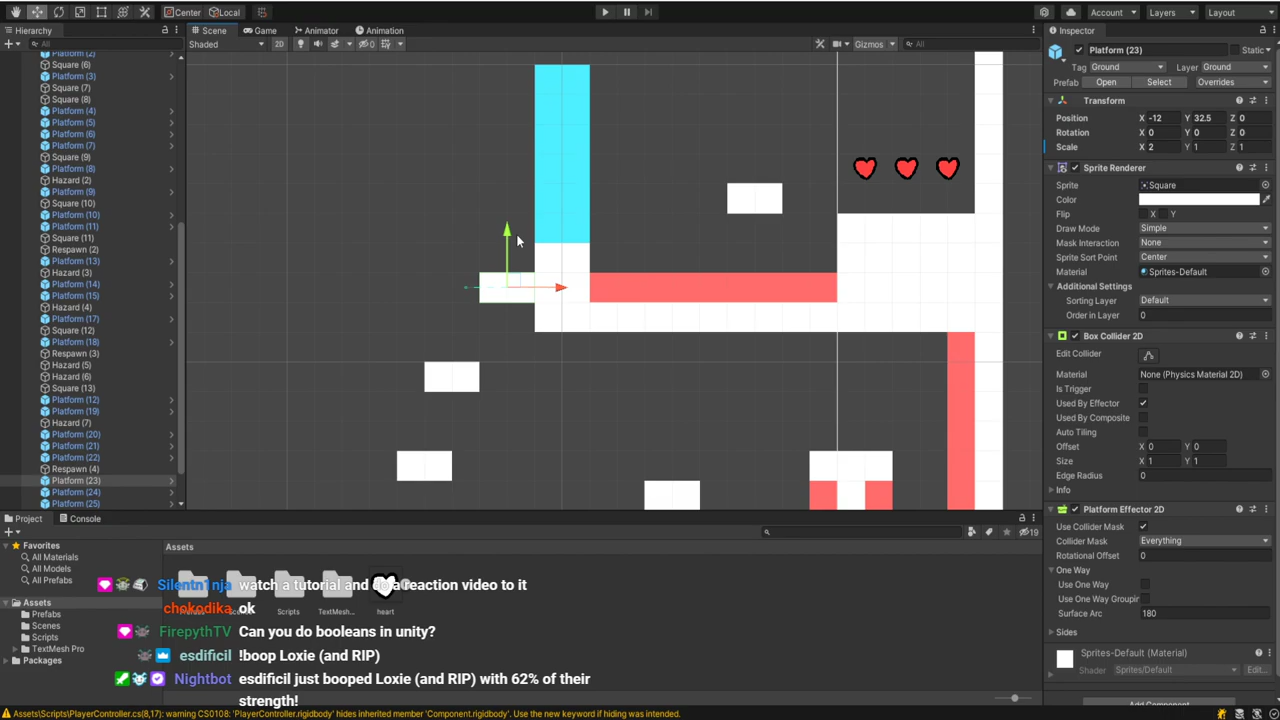 Center
Local
Account
Layers
Layout
Hierarchy
All
Platform (2)
Square (6)
Platform (3)
Square (7)
Square (8)
Platform (4)
Platform (5)
Platform (6)
Platform (7)
Square (9)
Platform (8)
Hazard (2)
Platform (9)
Square (10)
Platform (10)
Platform (11)
Square (11)
Respawn (2)
Platform (13)
Hazard (3)
Platform (14)
Platform (15)
Hazard (4)
Platform (17)
Square (12)
Platform (18)
Respawn (3)
Hazard (5)
Hazard (6)
Square (13)
Platform (12)
Platform (19)
Hazard (7)
Platform (20)
Platform (21)
Platform (22)
Respawn (4)
Platform (23)
Platform (24)
Platform (25)
Scene
Game
Animator
Animation
Shaded
2D
0
Gizmos
All
Inspector
Platform (23)
Static
Tag Ground
Layer Ground
Prefab Open Select Overrides
Transform
Position X -12 Y 32.5 Z 0
Rotation X 0 Y 0 Z 0
Scale X 2 Y 1 Z 1
Sprite Renderer
Sprite Square
Color
Flip X Y
Draw Mode Simple
Mask Interaction None
Sprite Sort Point Center
Material Sprites-Default
Additional Settings
Sorting Layer Default
Order in Layer 0
Box Collider 2D
Edit Collider
Material None (Physics Material 2D)
Is Trigger
Used By Effector
Used By Composite
Auto Tiling
Offset X 0 Y 0
Size X 1 Y 1
Edge Radius 0
Info
Platform Effector 2D
Use Collider Mask
Collider Mask Everything
Rotational Offset 0
One Way
Use One Way
Use One Way Groupin
Surface Arc 180
Sides
Sprites-Default (Material)
Shader Sprites/Default Edit...
Project
Console
19
Favorites
All Materials
All Models
All Prefabs
Assets
Prefabs
Scenes
Scripts
TextMesh Pro
Packages
Assets
Scripts
TextMesh...
heart
Silentn1nja watch a tutorial and do a reaction video to it
chokodika ok
FirepythTV Can you do booleans in unity?
esdificil !boop Loxie (and RIP)
Nightbot esdificil just booped Loxie (and RIP) with 62% of their
strength!
Assets\Scripts\PlayerController.cs(8,17): warning CS0108: 'PlayerController.rigidbody' hides inherited member 'Component.rigidbody'. Use the new keyword if hiding was intended.